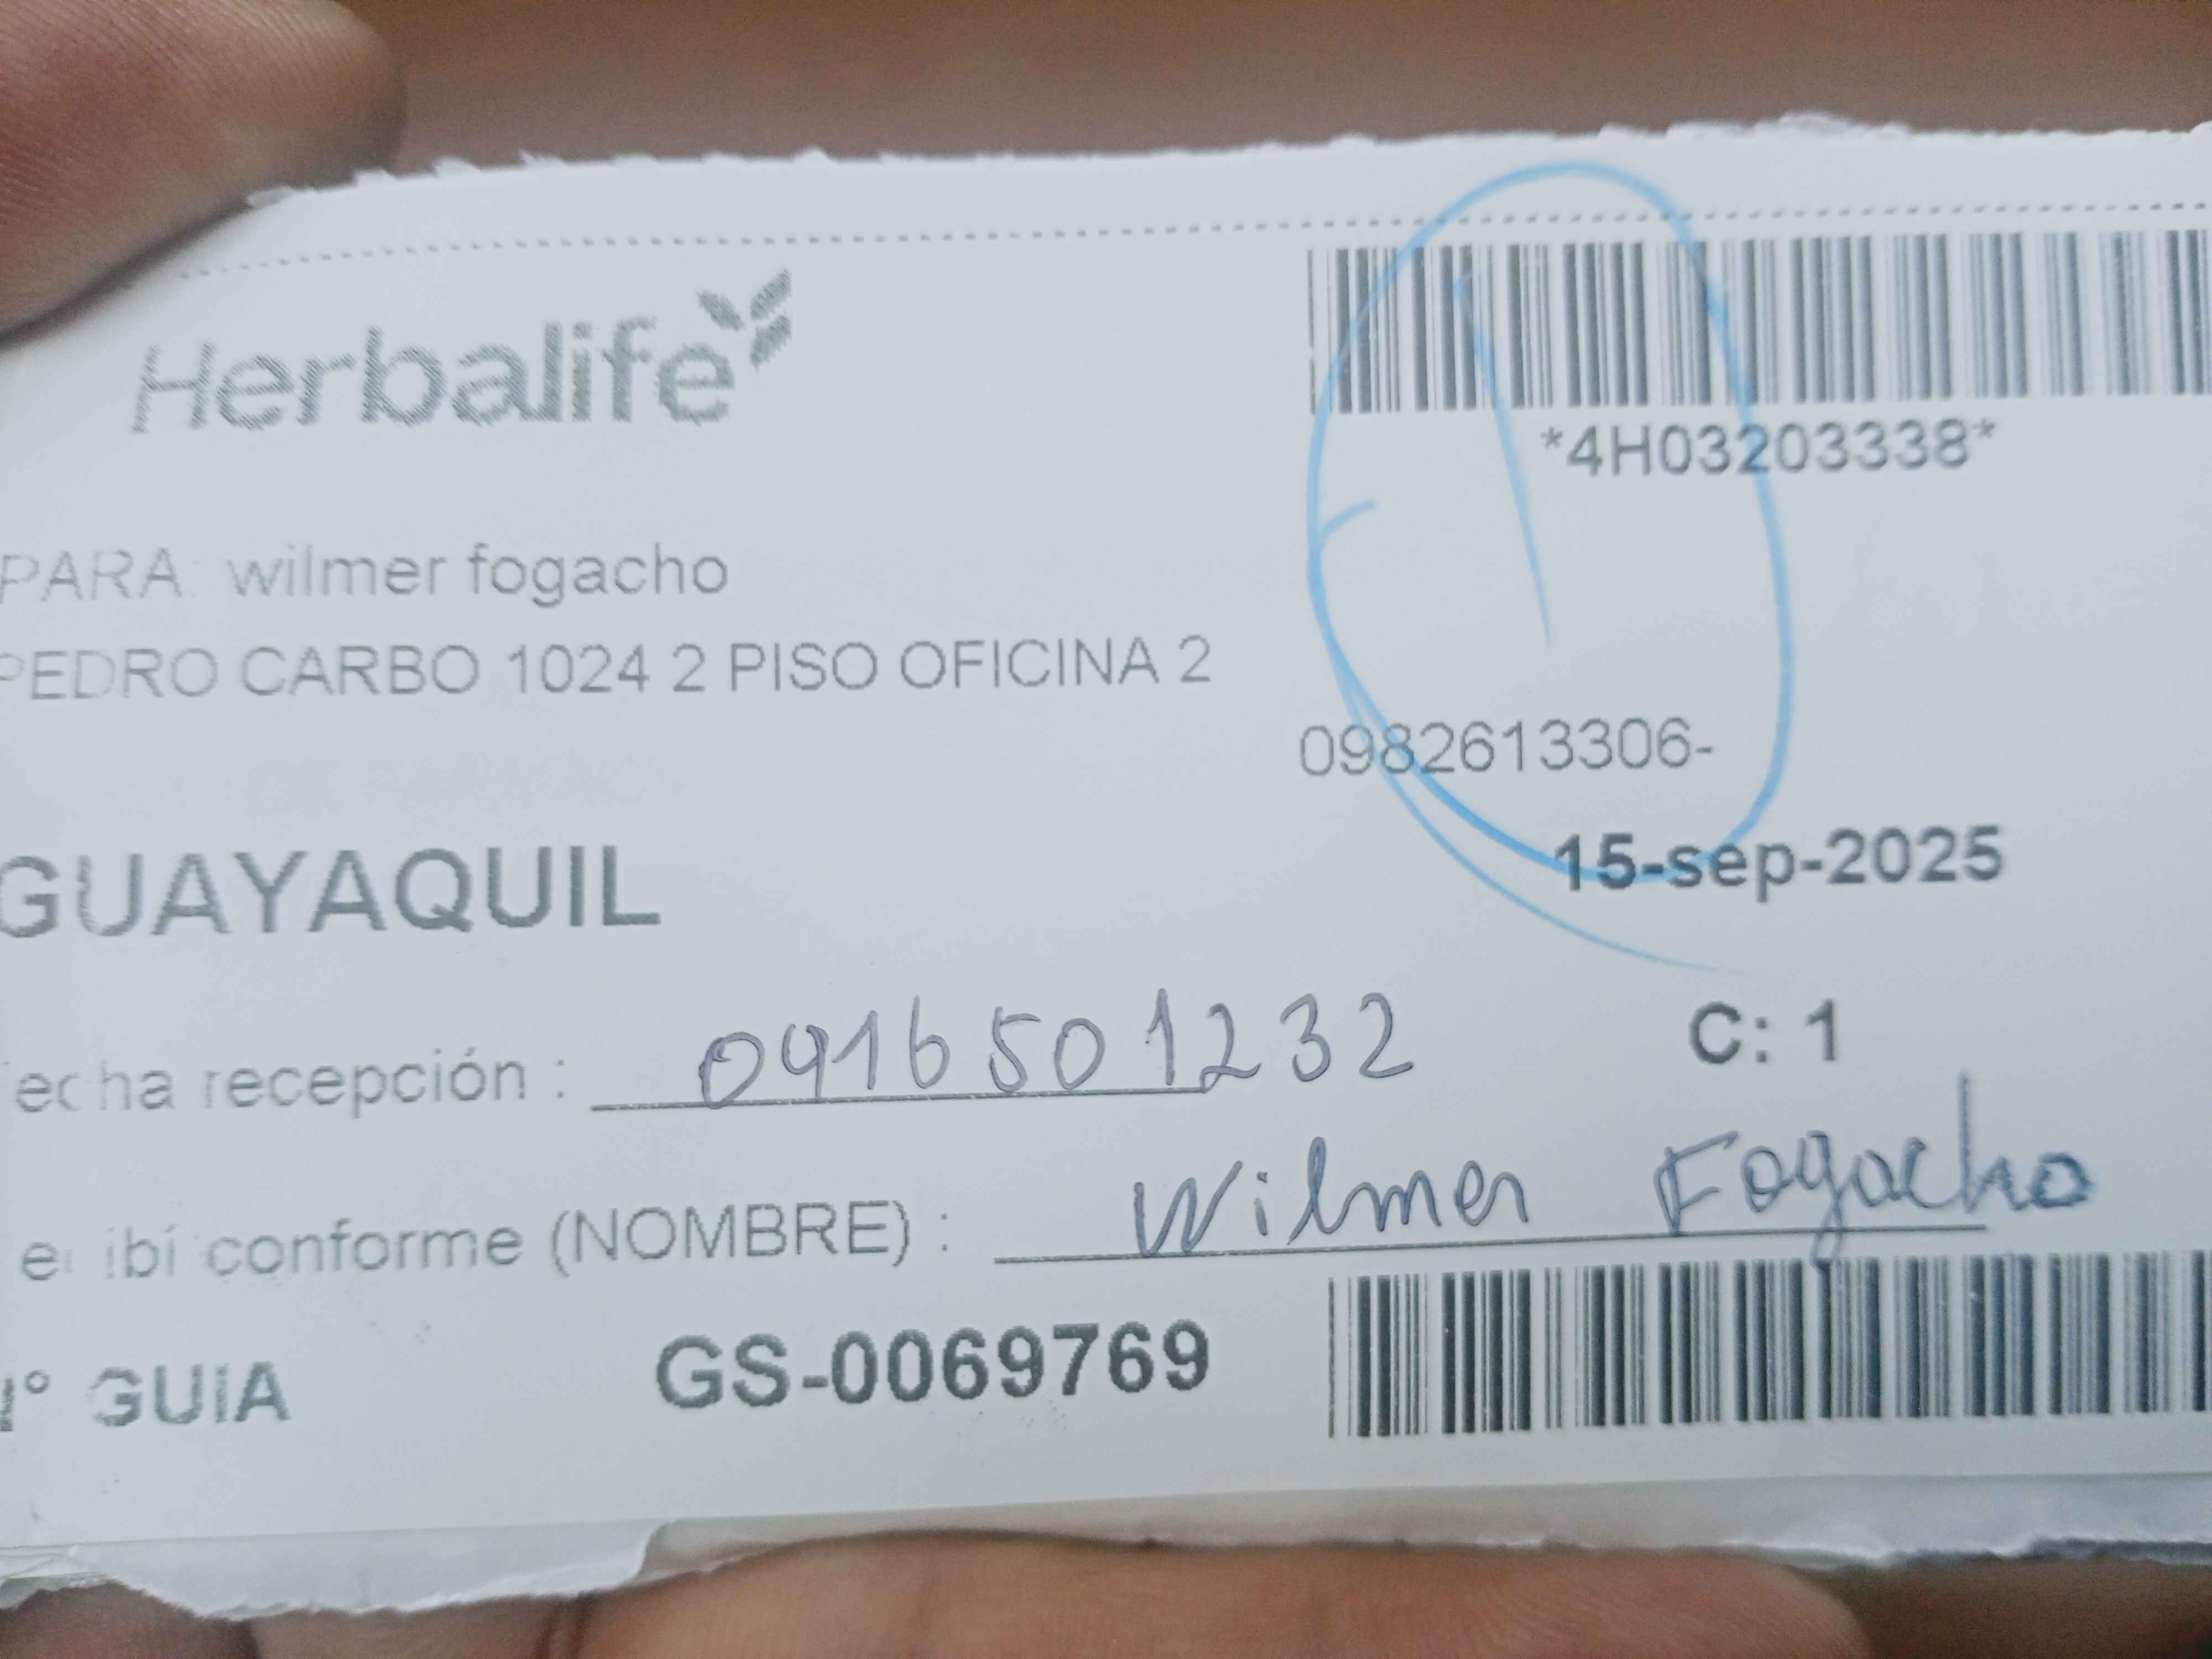 Herbalife
*4H03203338*
PARA: wilmer fogacho
PEDRO CARBO 1024 2 PISO OFICINA 2
0982613306-
GUAYAQUIL
15-sep-2025
echa recepción : 0916501232
C: 1
ecibí conforme (NOMBRE) : Wilmer Fogacho
N° GUIA GS-0069769